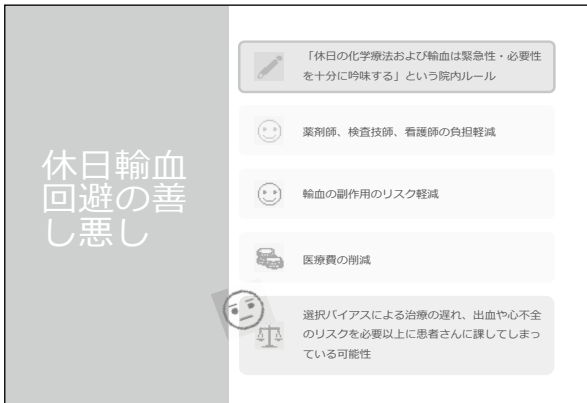 休日輸血
回避の善
し悪し
「休日の化学療法および輸血は緊急性・必要性
を十分に吟味する」という院内ルール
薬剤師、検査技師、看護師の負担軽減
輸血の副作用のリスク軽減
医療費の削減
選択バイアスによる治療の遅れ、出血や心不全
のリスクを必要以上に患者さんに課してしまっ
ている可能性